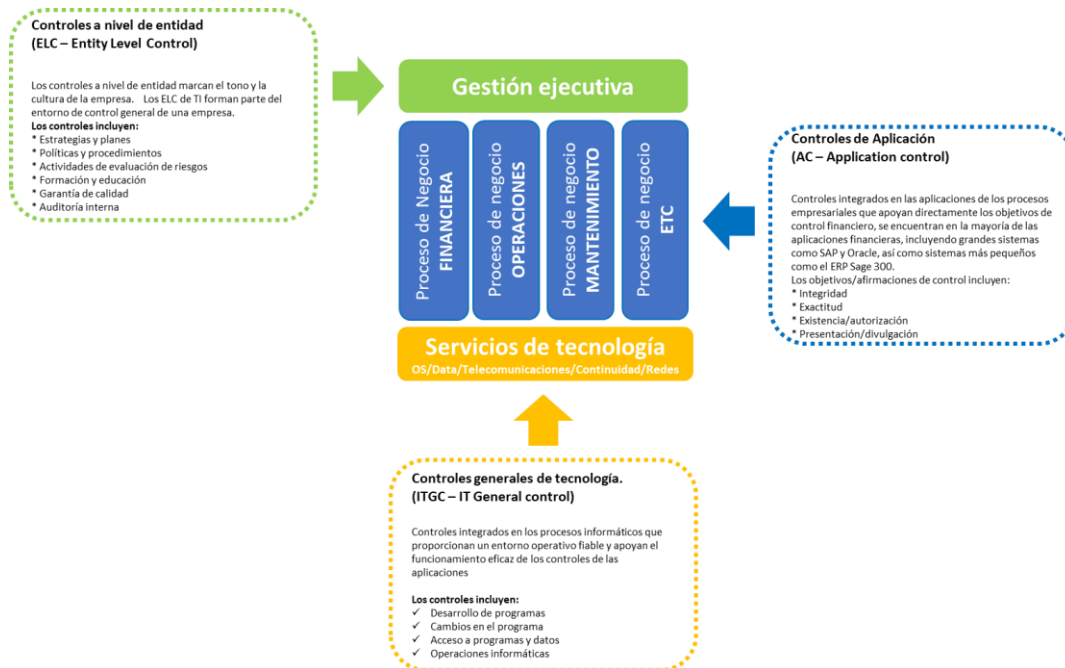 Controles a nivel de entidad
(ELC – Entity Level Control)
Los controles a nivel de entidad marcan el tono y la
cultura de la empresa. Los ELC de TI forman parte del
entorno de control general de una empresa.
Los controles incluyen:
* Estrategias y planes
* Políticas y procedimientos
* Actividades de evaluación de riesgos
* Formación y educación
* Garantía de calidad
* Auditoría interna
Gestión ejecutiva
Proceso de Negocio
FINANCIERA
Proceso de negocio
OPERACIONES
Proceso de negocio
MANTENIMIENTO
Proceso de negocio
ETC
Servicios de tecnología
OS/Data/Telecomunicaciones/Continuidad/Redes
Controles de Aplicación
(AC – Application control)
Controles integrados en las aplicaciones de los procesos
empresariales que apoyan directamente los objetivos de
control financiero, se encuentran en la mayoría de las
aplicaciones financieras, incluyendo grandes sistemas
como SAP y Oracle, así como sistemas más pequeños
como el ERP Sage 300.
Los objetivos/afirmaciones de control incluyen:
* Integridad
* Exactitud
* Existencia/autorización
* Presentación/divulgación
Controles generales de tecnología.
(ITGC – IT General control)
Controles integrados en los procesos informáticos que
proporcionan un entorno operativo fiable y apoyan el
funcionamiento eficaz de los controles de las
aplicaciones
Los controles incluyen:
✓ Desarrollo de programas
✓ Cambios en el programa
✓ Acceso a programas y datos
✓ Operaciones informáticas